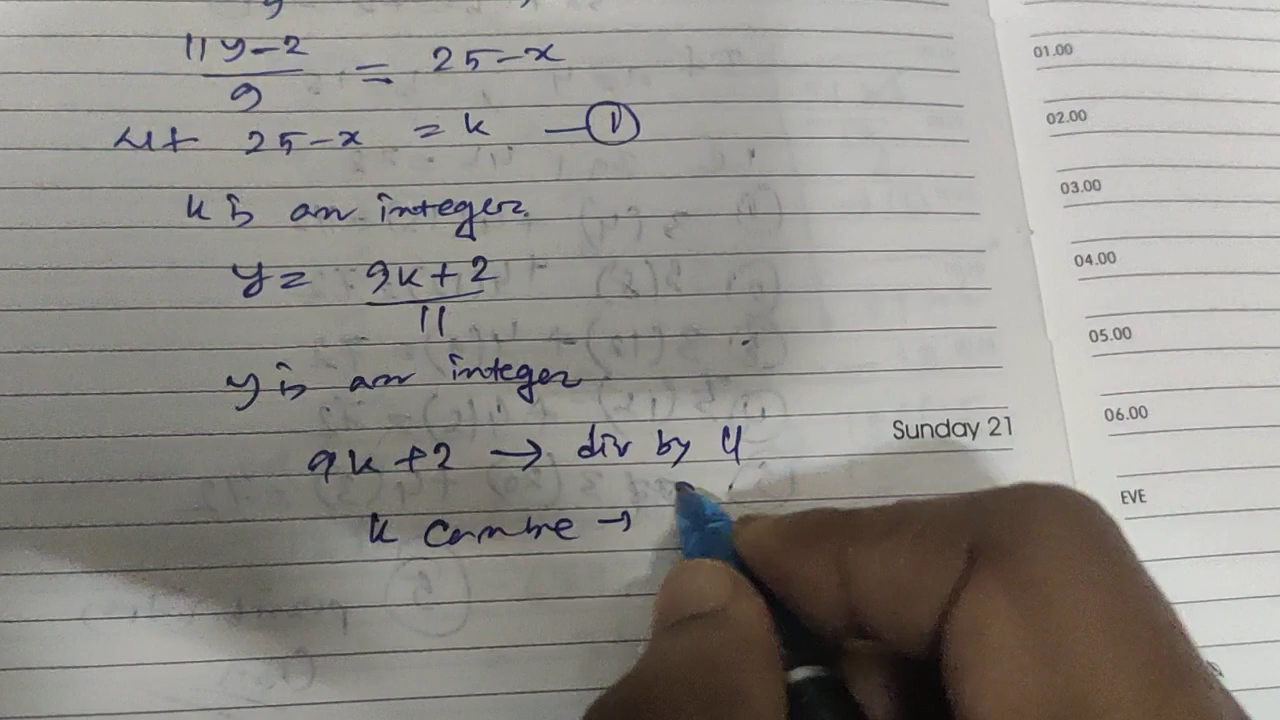 11y-2 / 9 = 25-x
Let 25-x = k — ①
k is an integer.
y = 9k+2 / 11
y is an integer
9k+2 → div by 11
k can be →
01.00
02.00
03.00
04.00
05.00
06.00
Sunday 21
EVE